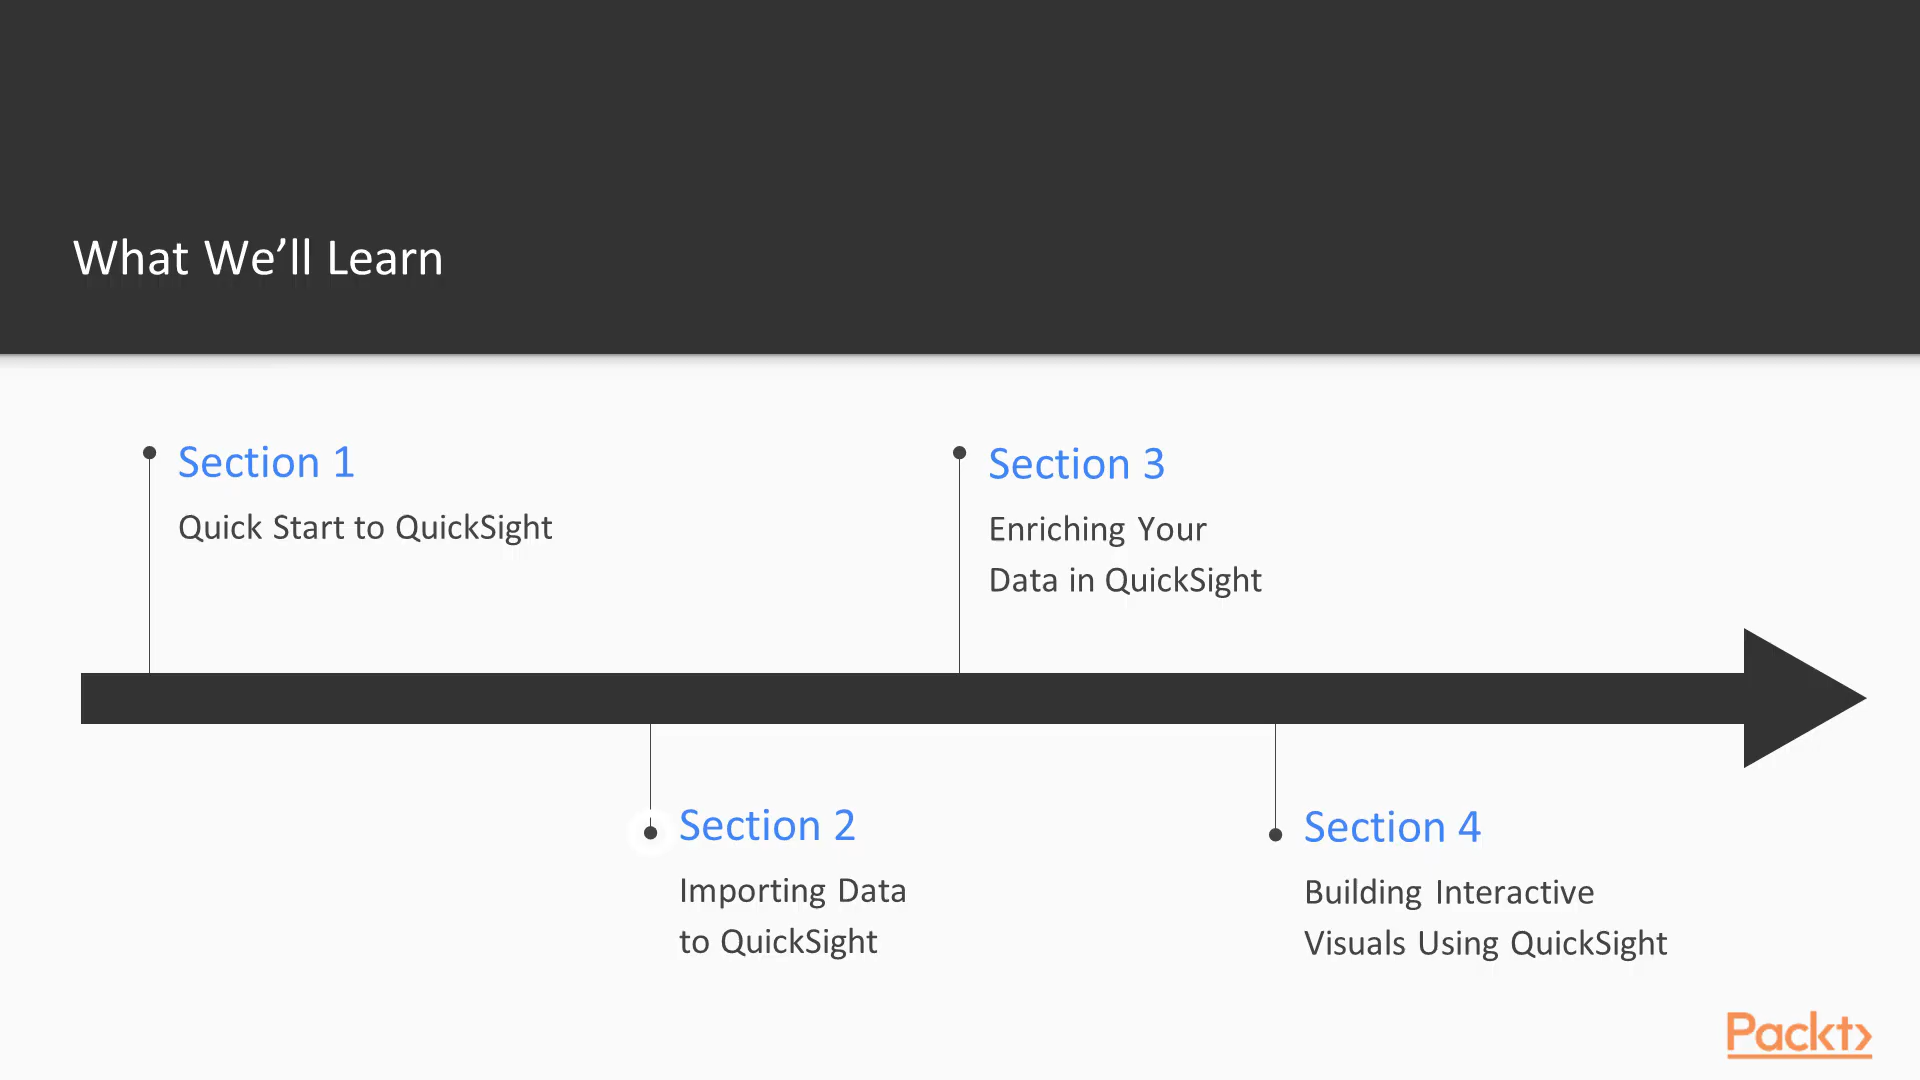 What We’ll Learn
Section 1
Quick Start to QuickSight
Section 2
Importing Data
to QuickSight
Section 3
Enriching Your
Data in QuickSight
Section 4
Building Interactive
Visuals Using QuickSight
Packt